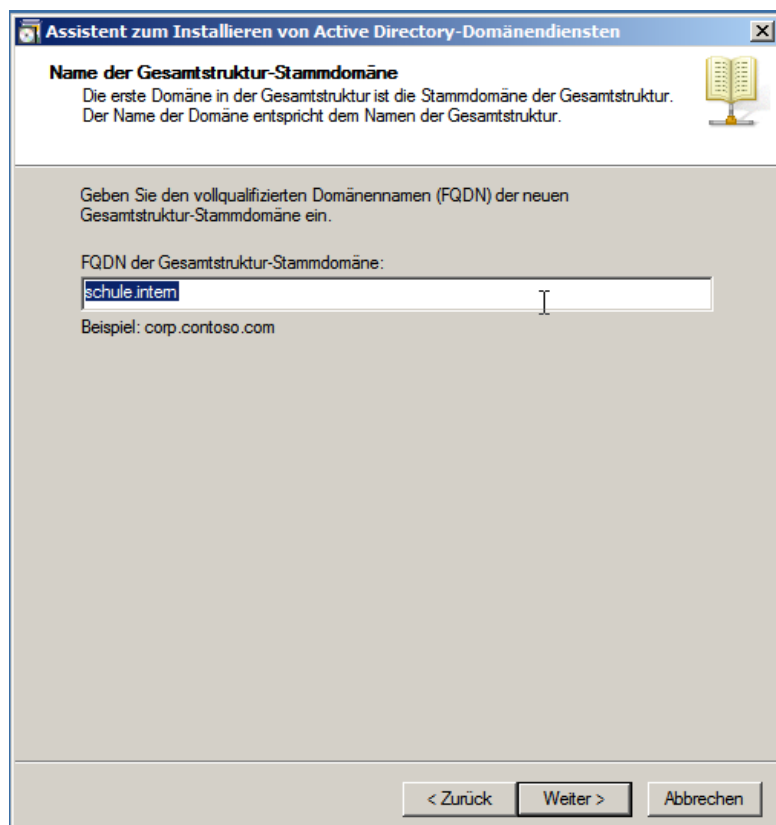 Assistent zum Installieren von Active Directory-Domänendiensten
Name der Gesamtstruktur-Stammdomäne
Die erste Domäne in der Gesamtstruktur ist die Stammdomäne der Gesamtstruktur.
Der Name der Domäne entspricht dem Namen der Gesamtstruktur.
Geben Sie den vollqualifizierten Domänennamen (FQDN) der neuen
Gesamtstruktur-Stammdomäne ein.
FQDN der Gesamtstruktur-Stammdomäne:
schule.intern
Beispiel: corp.contoso.com
< Zurück
Weiter >
Abbrechen